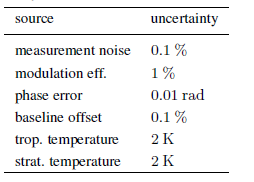 source uncertainty
measurement noise 0.1 %
modulation eff. 1 %
phase error 0.01 rad
baseline offset 0.1 %
trop. temperature 2 K
strat. temperature 2 K